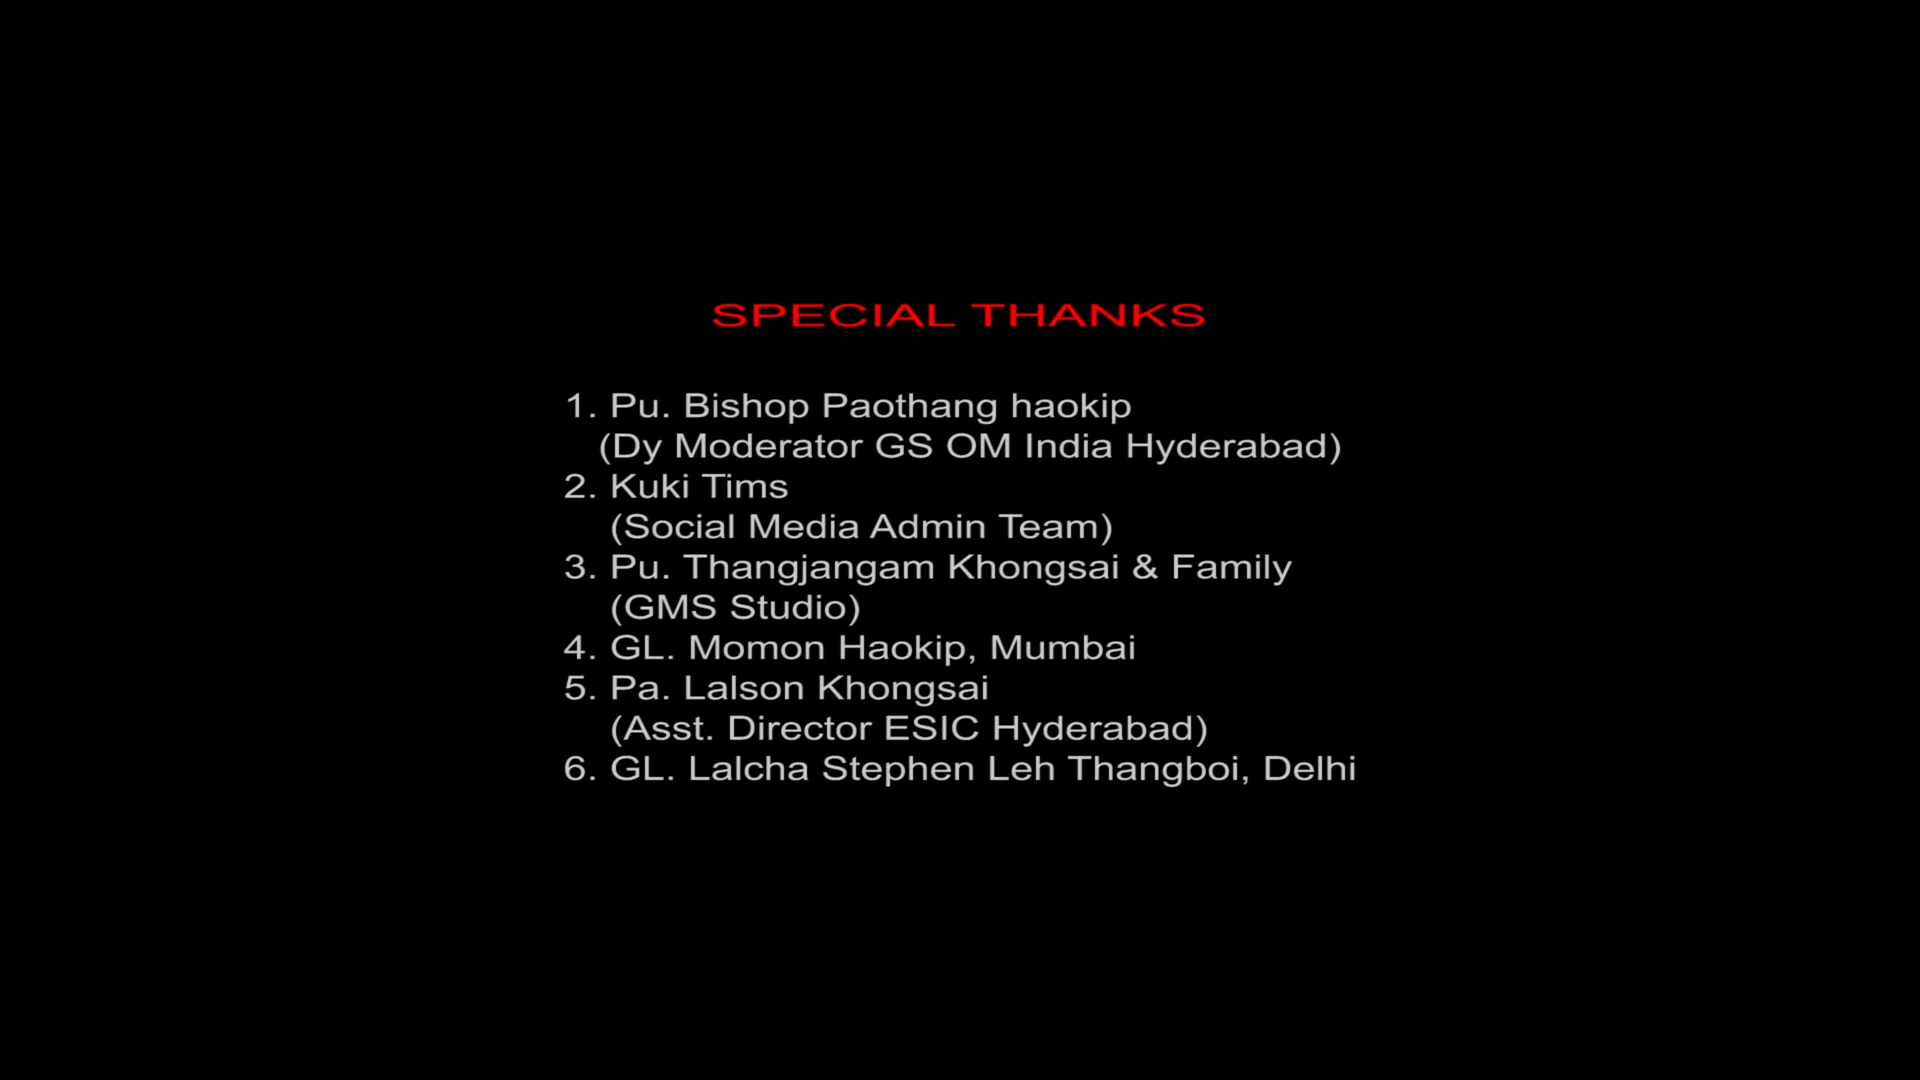 SPECIAL THANKS
1. Pu. Bishop Paothang haokip
(Dy Moderator GS OM India Hyderabad)
2. Kuki Tims
(Social Media Admin Team)
3. Pu. Thangjangam Khongsai & Family
(GMS Studio)
4. GL. Momon Haokip, Mumbai
5. Pa. Lalson Khongsai
(Asst. Director ESIC Hyderabad)
6. GL. Lalcha Stephen Leh Thangboi, Delhi